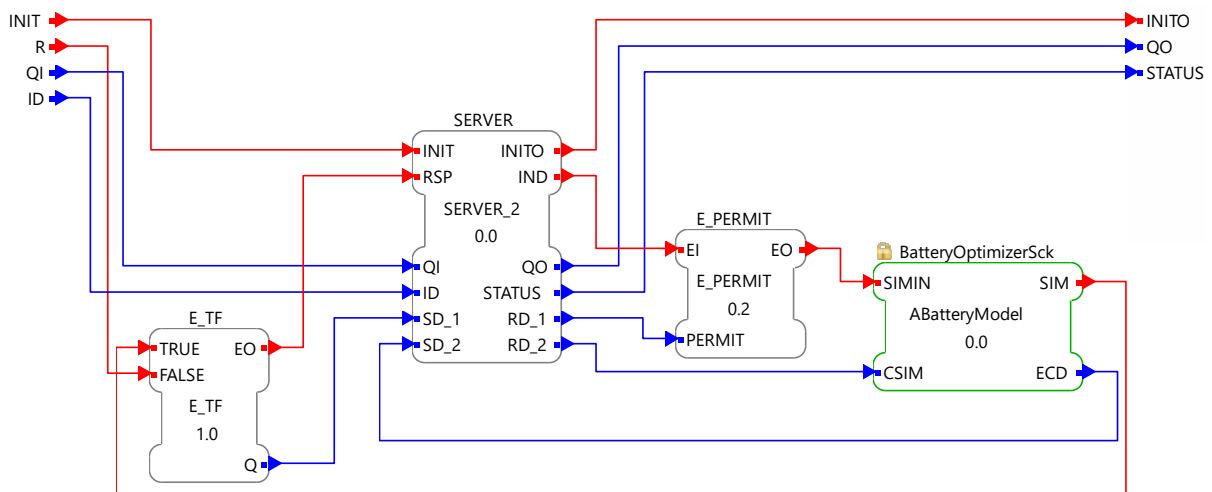 INIT
INITO
R
QO
QI
STATUS
ID
SERVER
INIT INITO
RSP IND
SERVER_2
0.0
QI QO
ID STATUS
SD_1 RD_1
SD_2 RD_2
E_PERMIT
EI EO
E_PERMIT
0.2
PERMIT
BatteryOptimizerSck
SIMIN SIM
ABatteryModel
0.0
CSIM ECD
E_TF
TRUE EO
FALSE
E_TF
1.0
Q